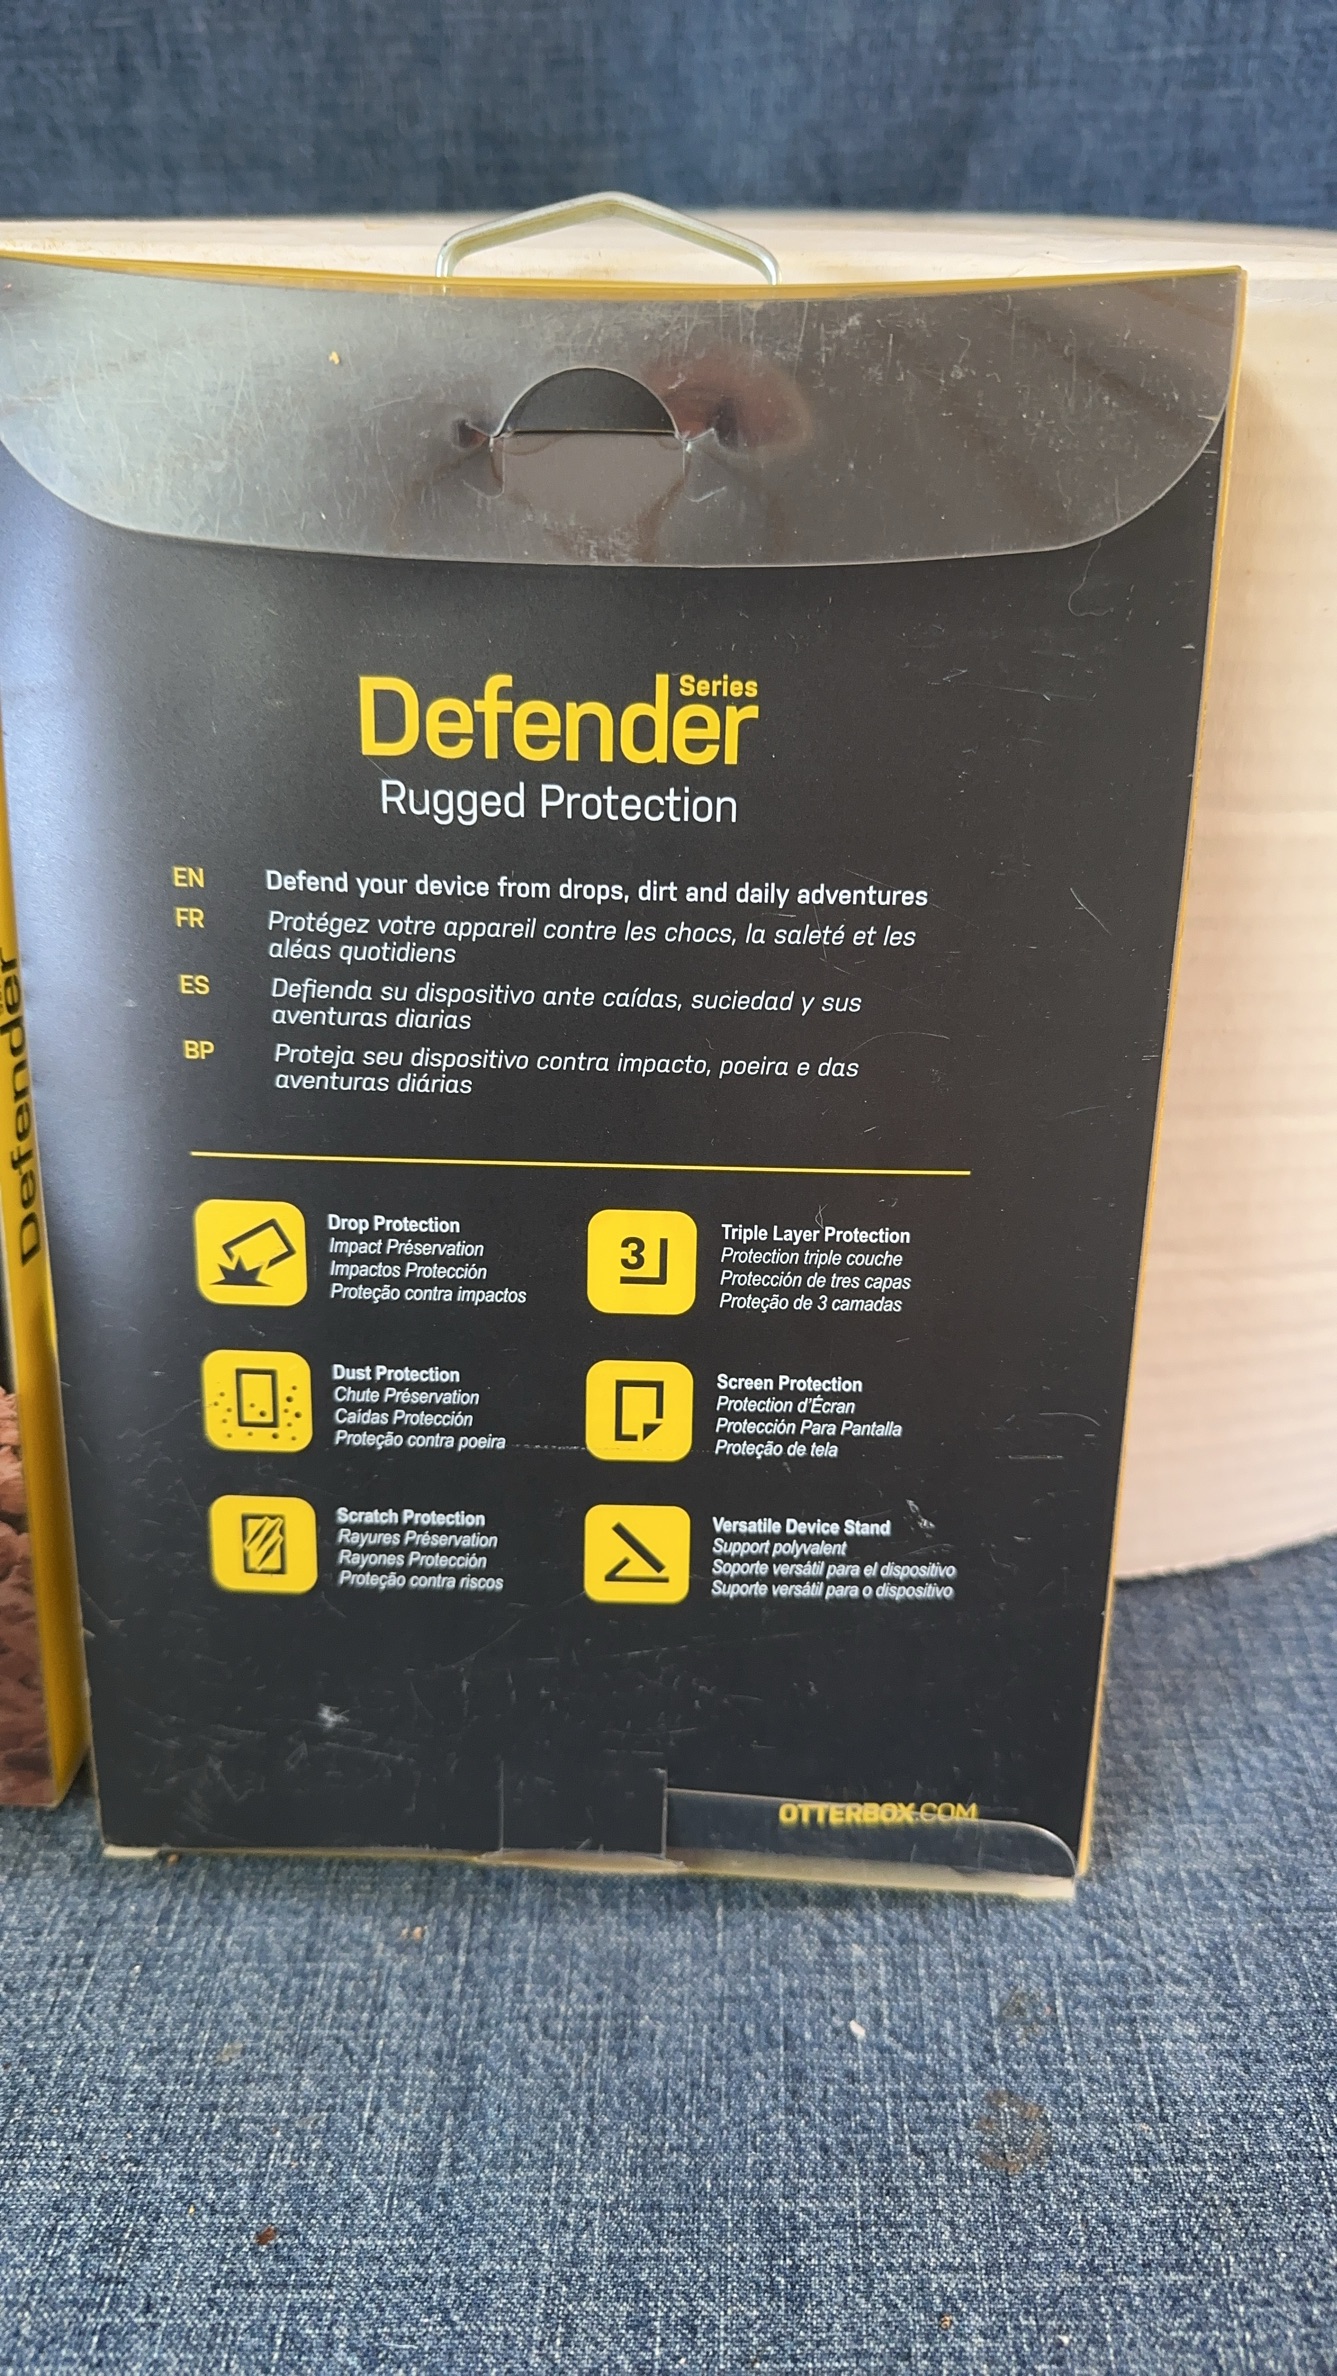 Defender Series
Rugged Protection
EN Defend your device from drops, dirt and daily adventures
FR Protégez votre appareil contre les chocs, la saleté et les
aléas quotidiens
ES Defienda su dispositivo ante caídas, suciedad y sus
aventuras diarias
BP Proteja seu dispositivo contra impacto, poeira e das
aventuras diárias
Drop Protection
Impact Préservation
Impactos Protección
Proteção contra impactos
3
Triple Layer Protection
Protection triple couche
Protección de tres capas
Proteção de 3 camadas
Dust Protection
Chute Préservation
Caidas Protección
Proteção contra poeira
Screen Protection
Protection d'Écran
Protección Para Pantalla
Proteção de tela
Scratch Protection
Rayures Préservation
Rayones Protección
Proteção contra riscos
Versatile Device Stand
Support polyvalent
Soporte versátil para el dispositivo
Suporte versátil para o dispositivo
OTTERBOX.COM
Defender